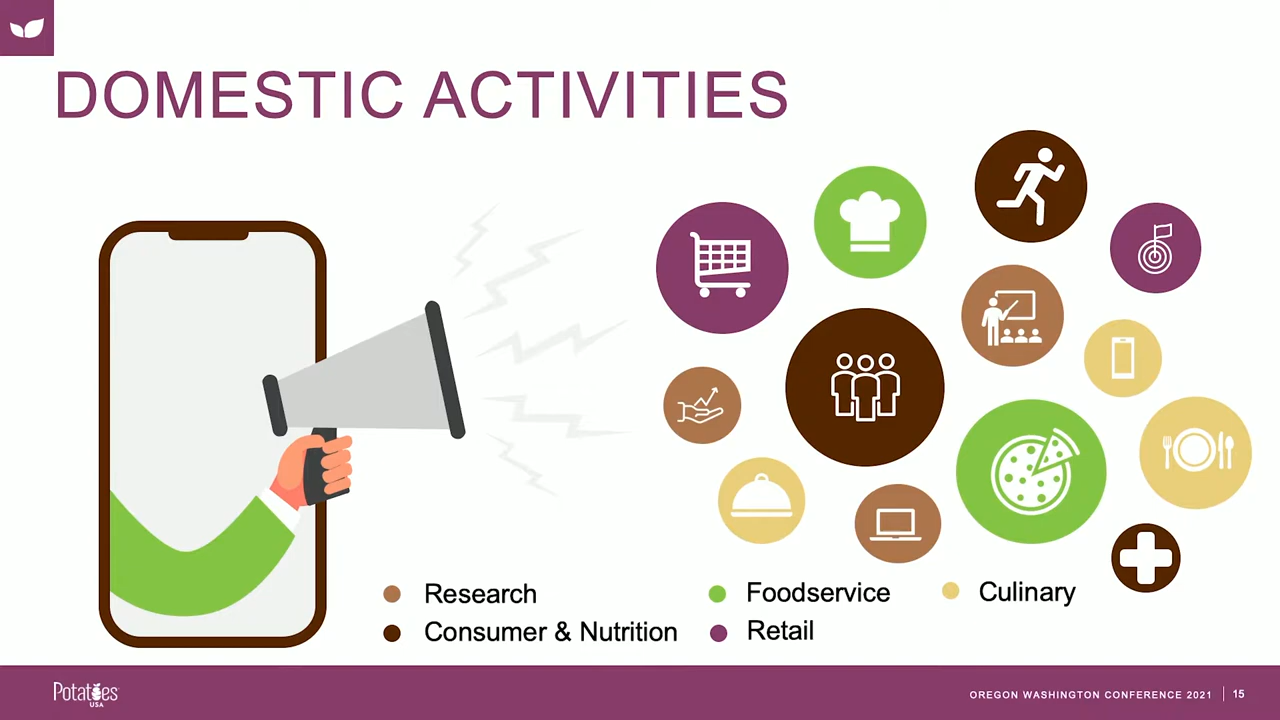 DOMESTIC ACTIVITIES
Research
Consumer & Nutrition
Foodservice
Retail
Culinary
Potatoes
USA
OREGON WASHINGTON CONFERENCE 2021 | 15